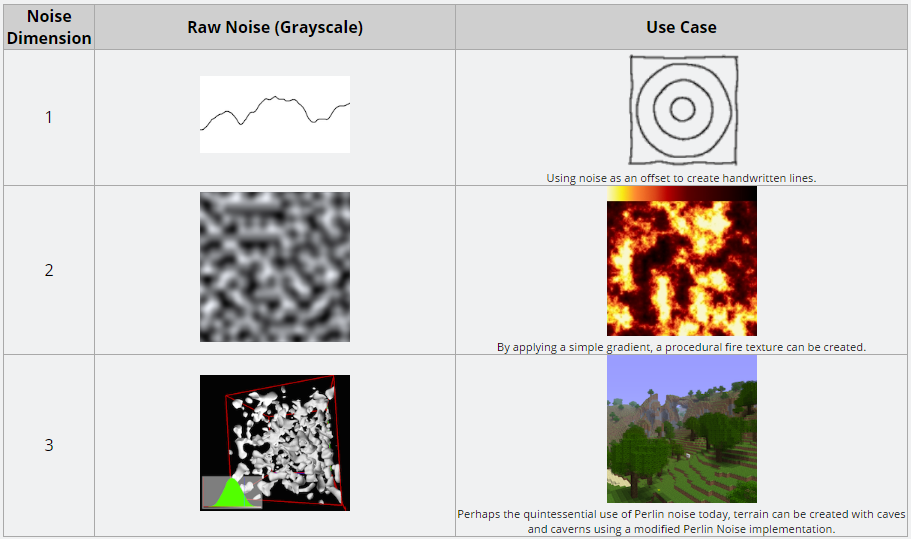 Noise
Dimension
Raw Noise (Grayscale)
Use Case
1
Using noise as an offset to create handwritten lines.
2
By applying a simple gradient, a procedural fire texture can be created.
3
Perhaps the quintessential use of Perlin noise today, terrain can be created with caves
and caverns using a modified Perlin Noise implementation.